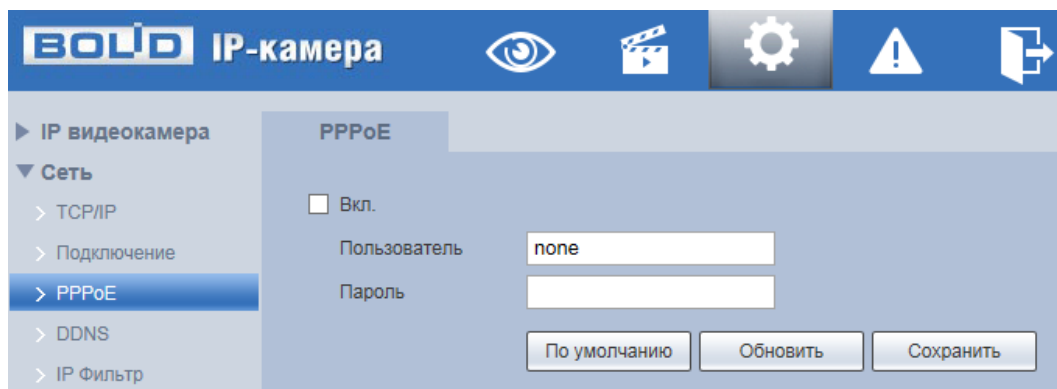 BOLID IP-камера
IP видеокамера
PPPoE
Сеть
TCP/IP
Вкл.
Подключение
Пользователь
none
PPPoE
Пароль
DDNS
По умолчанию
Обновить
Сохранить
IP Фильтр